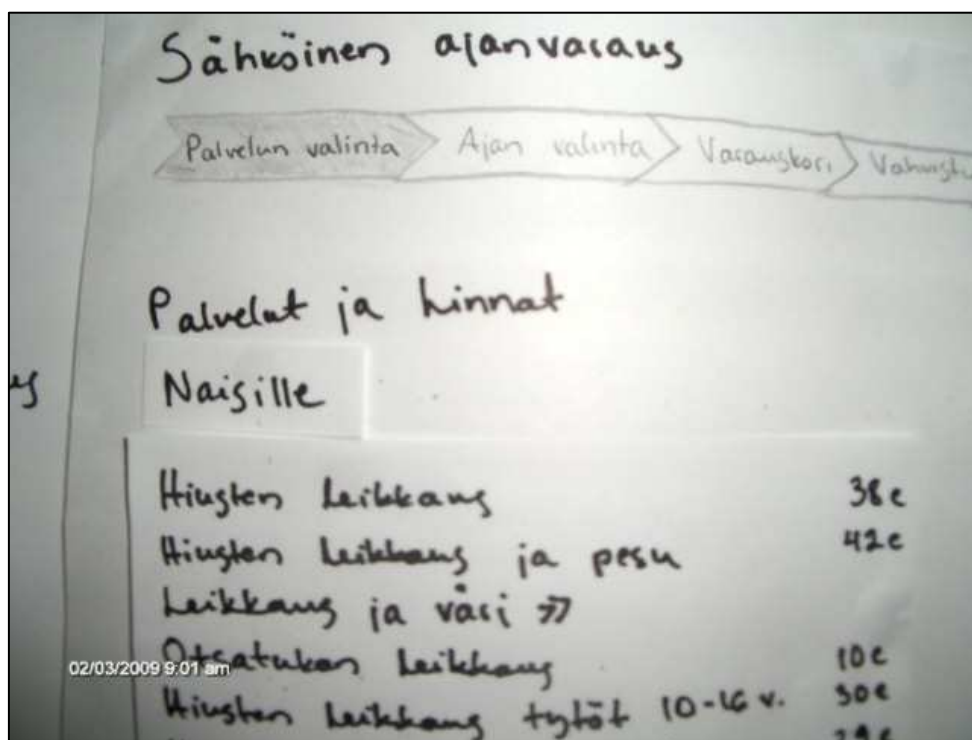 Sähköinen ajanvaraus
Palvelun valinta Ajan valinta Varauskori
Palvelut ja hinnat
Naisille
Hiusten leikkaus 38e
Hiusten leikkaus ja pesu 42e
Leikkaus ja väri >>
Otsatukan leikkaus 10e
02/03/2009 9:01 am
Hiusten leikkaus tytöt 10-16 v. 30e